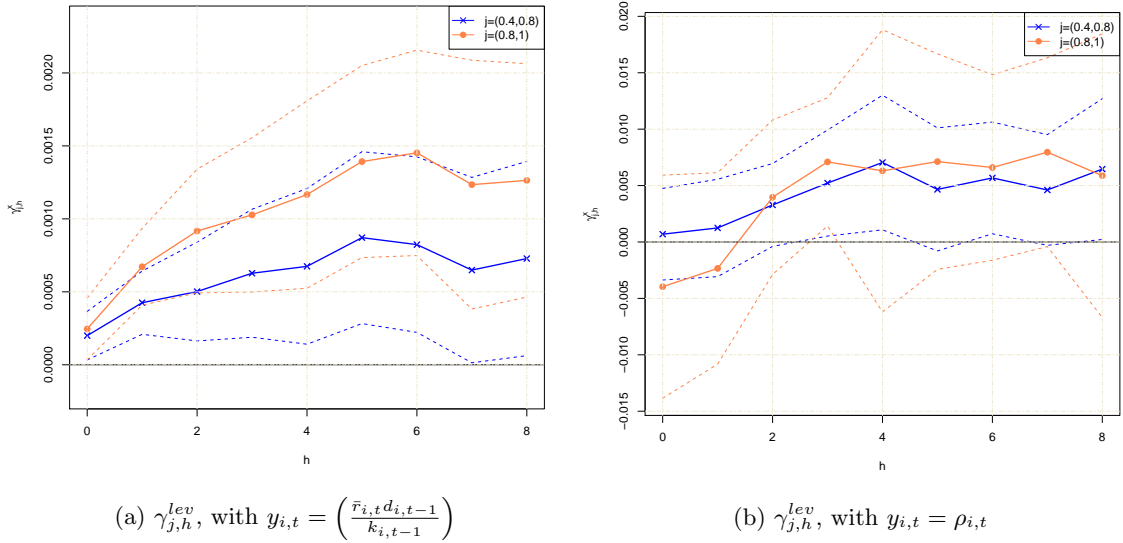 j=(0.4,0.8)
j=(0.8,1)
0.0000
0.0005
0.0010
0.0015
0.0020
γ^x_{j,h}
0 2 4 6 8
h
(a) γ^{lev}_{j,h}, with y_{i,t} = (r̄_{i,t}d_{i,t−1} / k_{i,t−1})
j=(0.4,0.8)
j=(0.8,1)
−0.015
−0.010
−0.005
0.000
0.005
0.010
0.015
0.020
γ^x_{j,h}
0 2 4 6 8
h
(b) γ^{lev}_{j,h}, with y_{i,t} = ρ_{i,t}